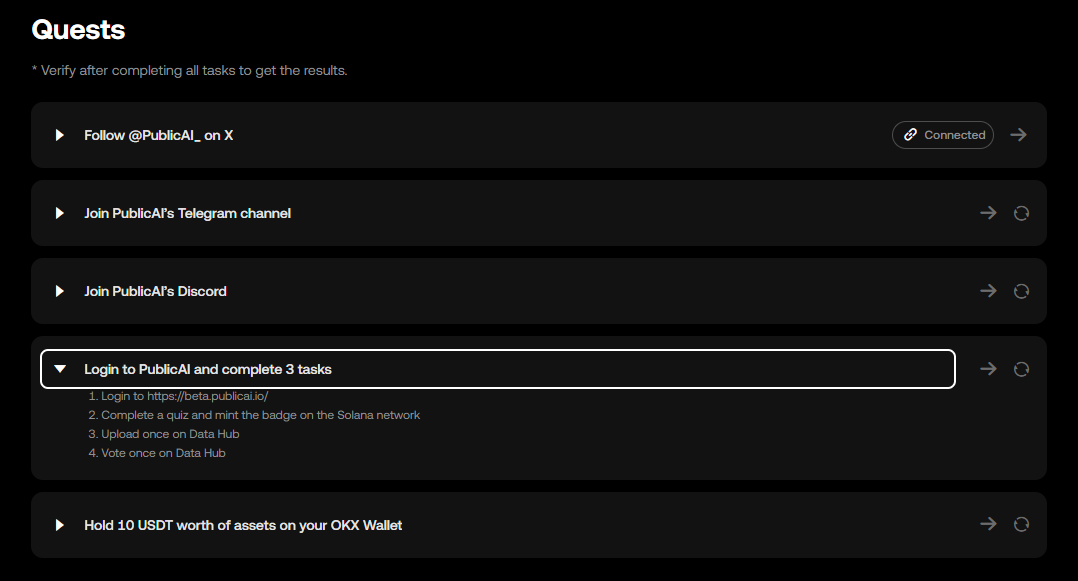 Quests
* Verify after completing all tasks to get the results.
Follow @PublicAI_ on X
Connected
Join PublicAI's Telegram channel
Join PublicAI's Discord
Login to PublicAI and complete 3 tasks
1. Login to https://beta.publicai.io/
2. Complete a quiz and mint the badge on the Solana network
3. Upload once on Data Hub
4. Vote once on Data Hub
Hold 10 USDT worth of assets on your OKX Wallet